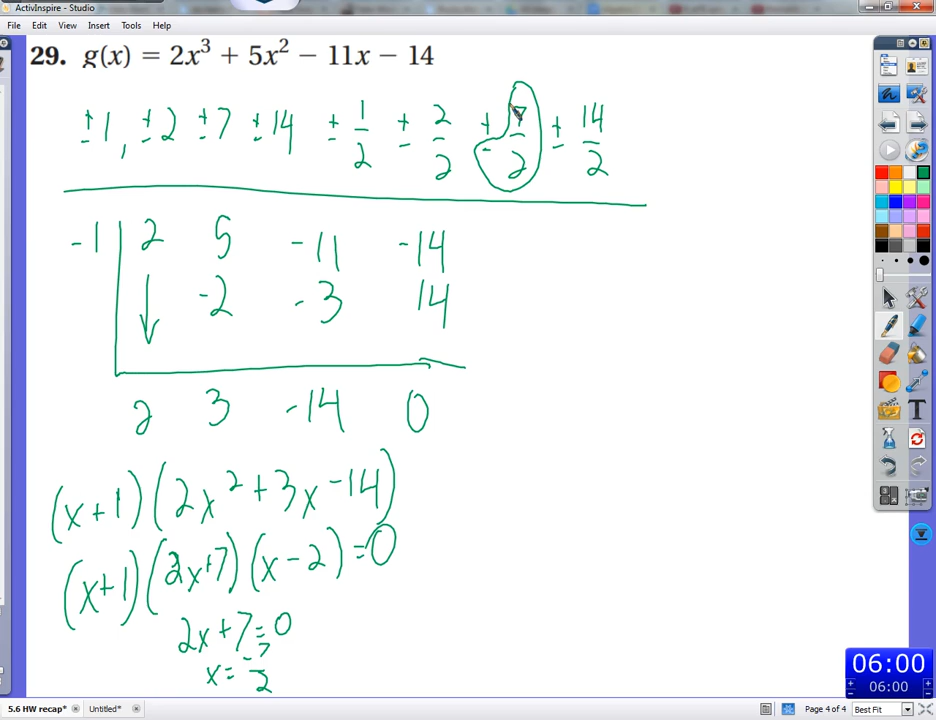 ActivInspire - Studio
File Edit View Insert Tools Help
29. g(x) = 2x³ + 5x² − 11x − 14
±1, ±2 ±7 ±14 ±1/2 ±2/2 ±7/2 ±14/2
-1 | 2 5 -11 -14
↓ -2 -3 14
2 3 -14 0
(x+1)(2x²+3x-14)
(x+1)(2x+7)(x-2)=0
2x+7=0
x=-7/2
T
06:00
06:00
5.6 HW recap* Untitled* Page 4 of 4 Best Fit